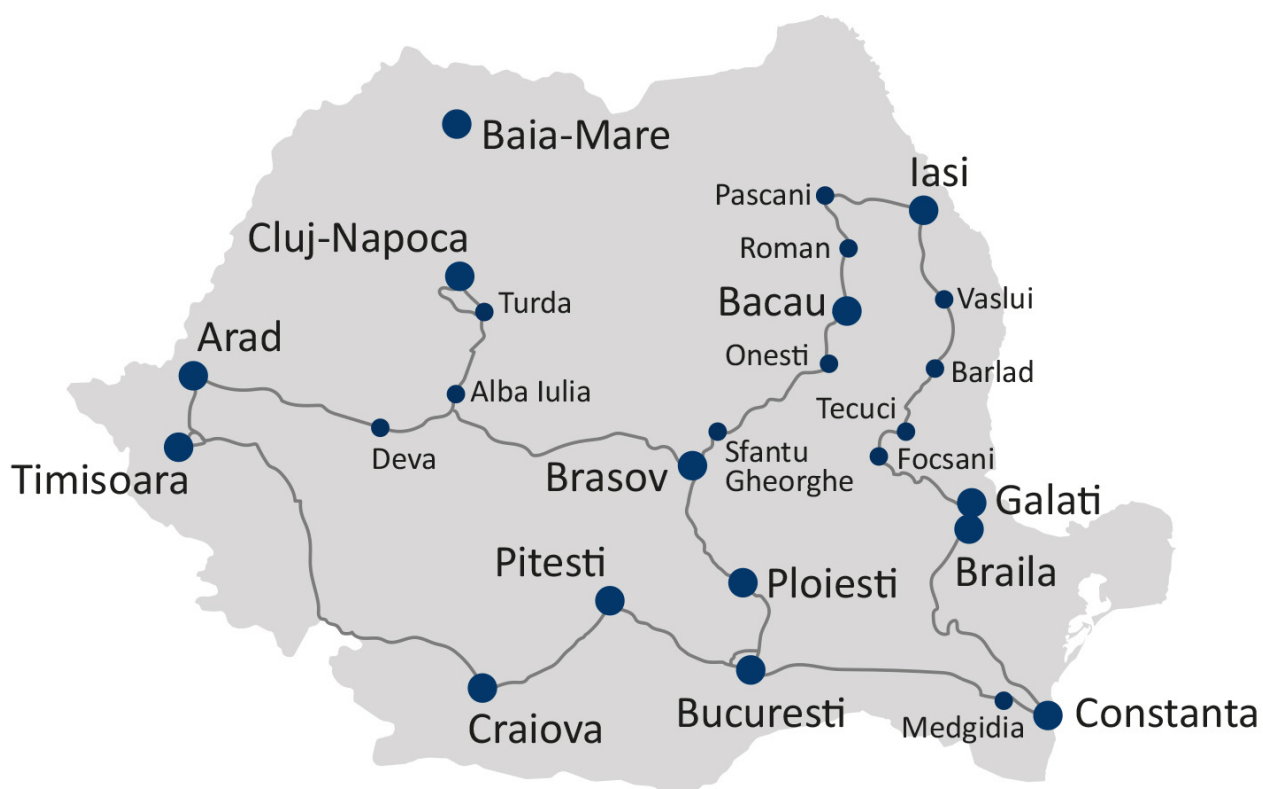 Baia-Mare
Iasi
Pascani
Cluj-Napoca
Roman
Turda
Bacau
Vaslui
Arad
Onesti
Barlad
Alba Iulia
Tecuci
Deva
Sfantu
Gheorghe
Focsani
Timisoara
Brasov
Galati
Pitesti
Braila
Ploiesti
Bucuresti
Constanta
Craiova
Medgidia